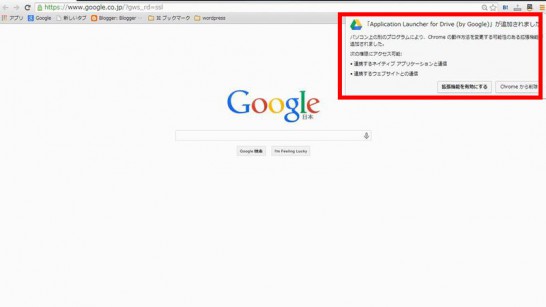 https://www.google.co.jp/?gws_rd=ssl
アプリ Google 新しいタブ Blogger: Blogger IE ブックマーク wordpress
「Application Launcher for Drive (by Google)」が追加されました
パソコン上の別のプログラムにより、Chrome の動作方法を変更する可能性のある拡張機能
追加されました。
次の権限にアクセス可能:
• 連携するネイティブ アプリケーションと通信
• 連携するウェブサイトとの通信
拡張機能を有効にする Chrome から削除
Google
日本
Google 検索 I'm Feeling Lucky